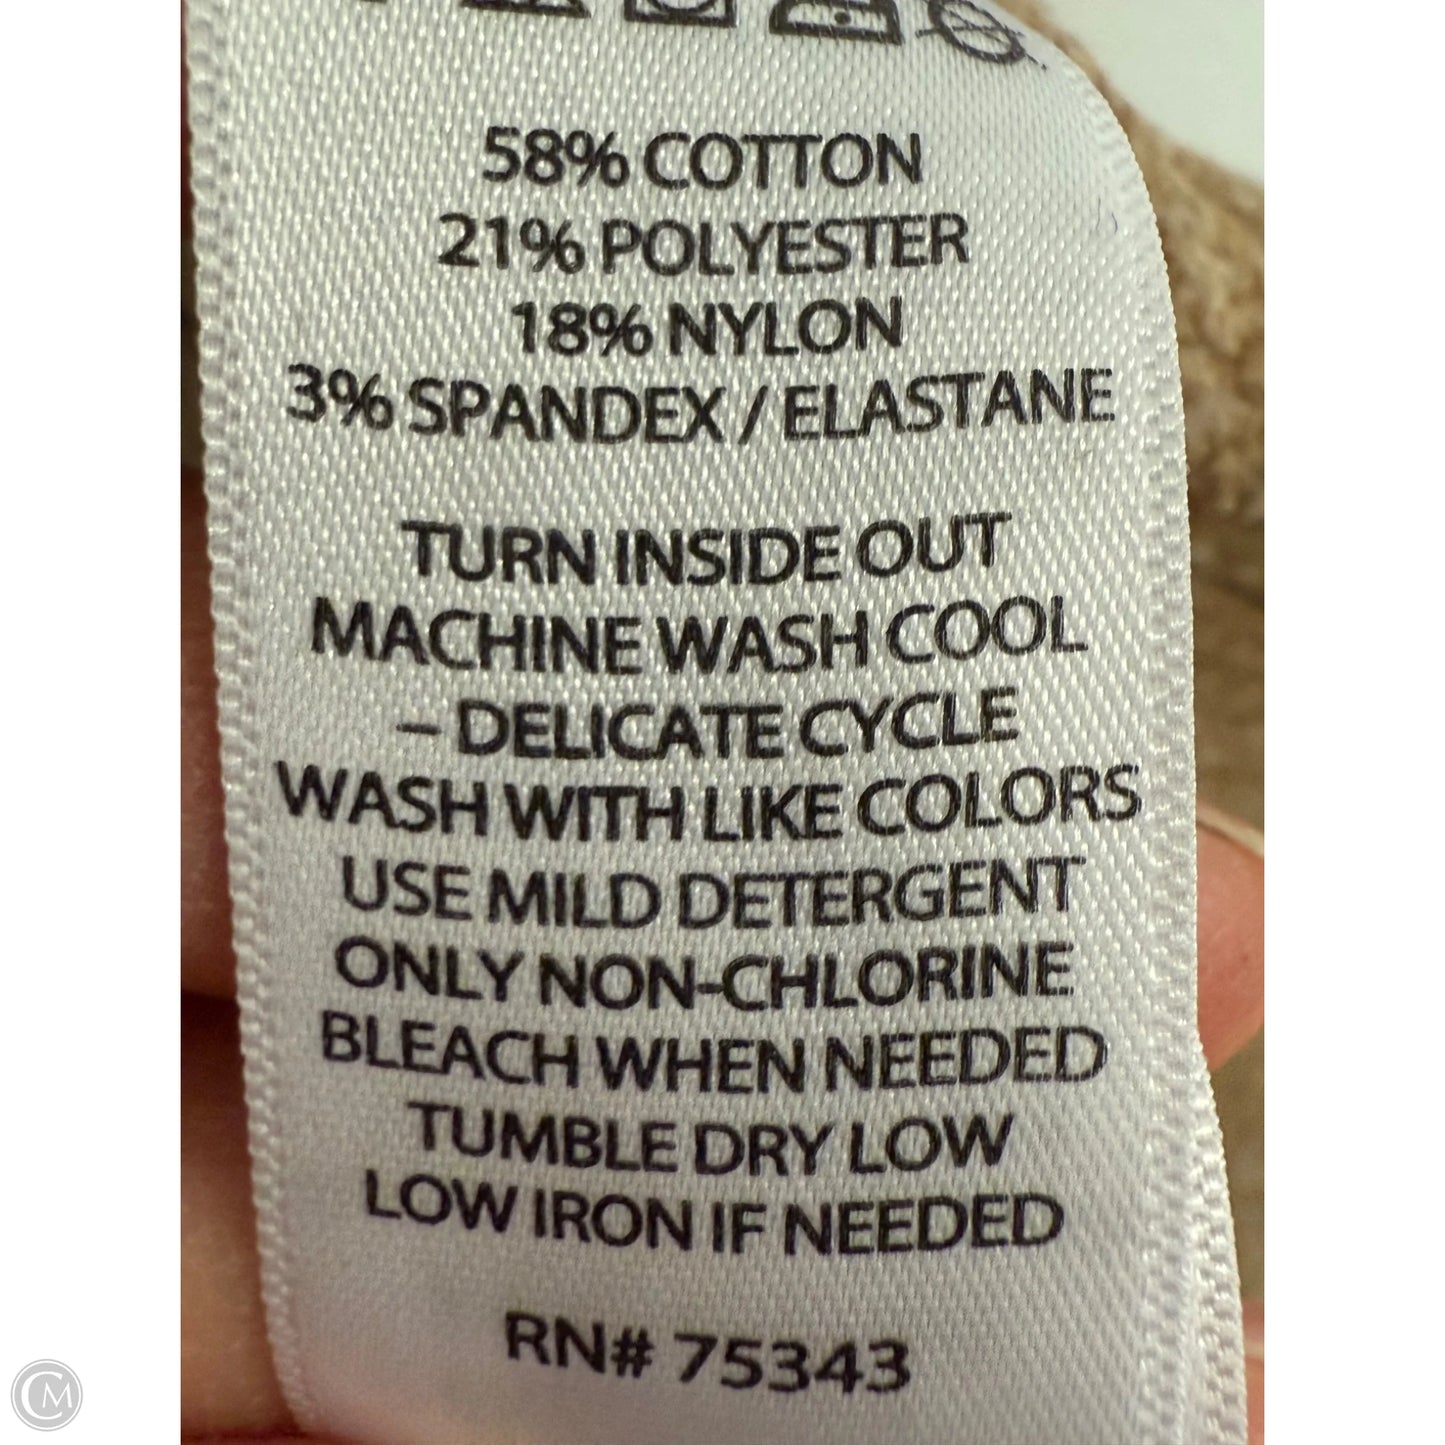 58% COTTON
21% POLYESTER
18% NYLON
3% SPANDEX / ELASTANE
TURN INSIDE OUT
MACHINE WASH COOL
– DELICATE CYCLE
WASH WITH LIKE COLORS
USE MILD DETERGENT
ONLY NON-CHLORINE
BLEACH WHEN NEEDED
TUMBLE DRY LOW
LOW IRON IF NEEDED
RN# 75343
CM